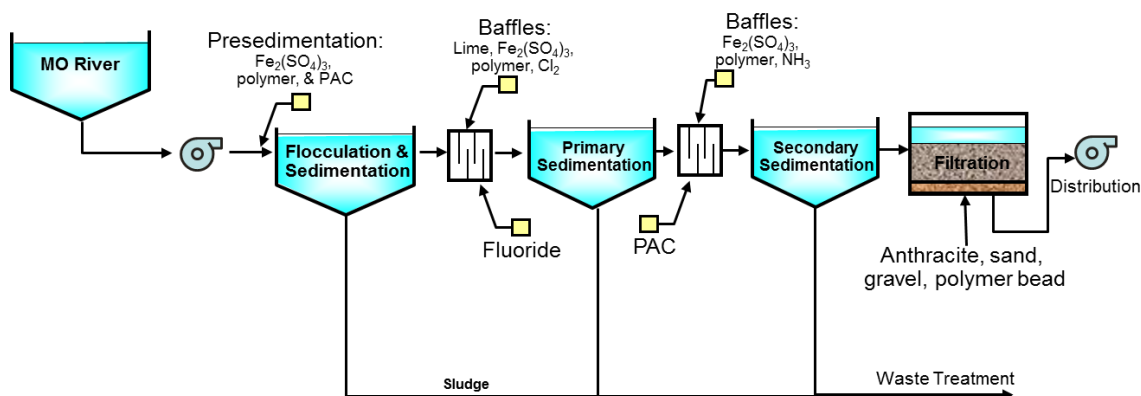 MO River
Presedimentation:
Fe₂(SO₄)₃,
polymer, & PAC
Baffles:
Lime, Fe₂(SO₄)₃,
polymer, Cl₂
Baffles:
Fe₂(SO₄)₃,
polymer, NH₃
Flocculation &
Sedimentation
Primary
Sedimentation
Secondary
Sedimentation
Filtration
Distribution
Fluoride
PAC
Anthracite, sand,
gravel, polymer bead
Sludge
Waste Treatment